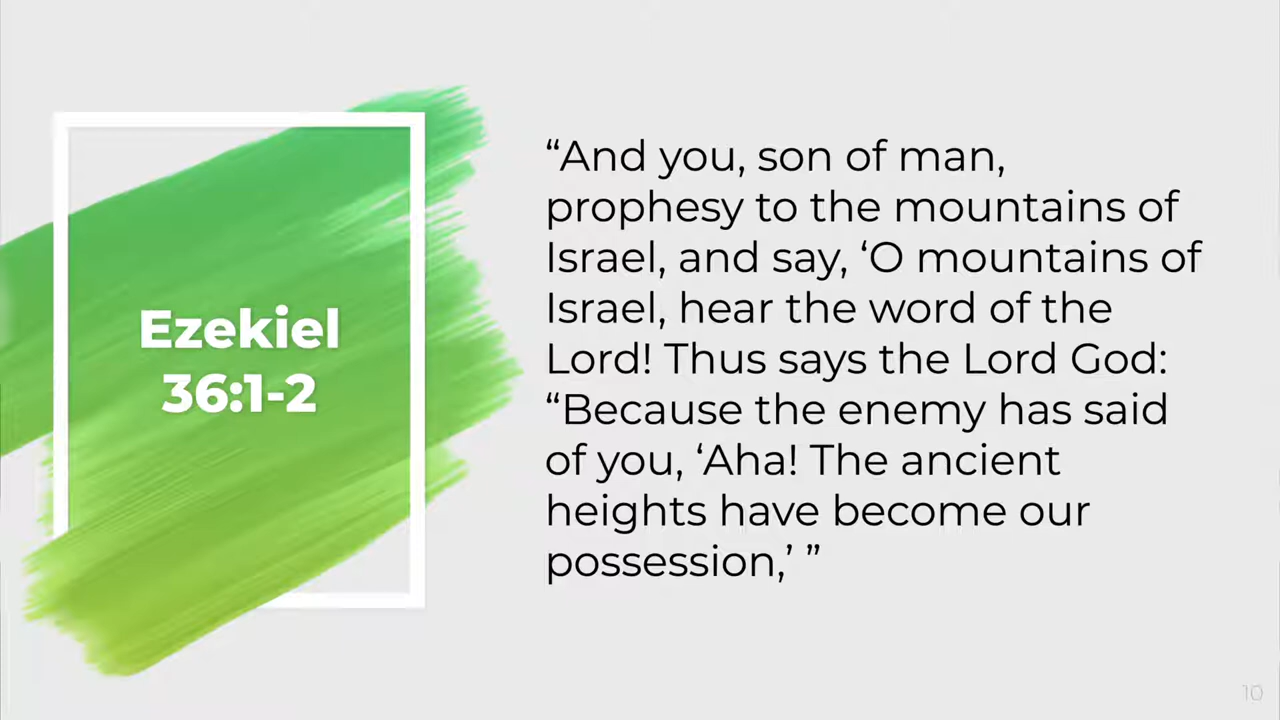 Ezekiel
36:1-2
“And you, son of man,
prophesy to the mountains of
Israel, and say, ‘O mountains of
Israel, hear the word of the
Lord! Thus says the Lord God:
“Because the enemy has said
of you, ‘Aha! The ancient
heights have become our
possession,’ ”
10